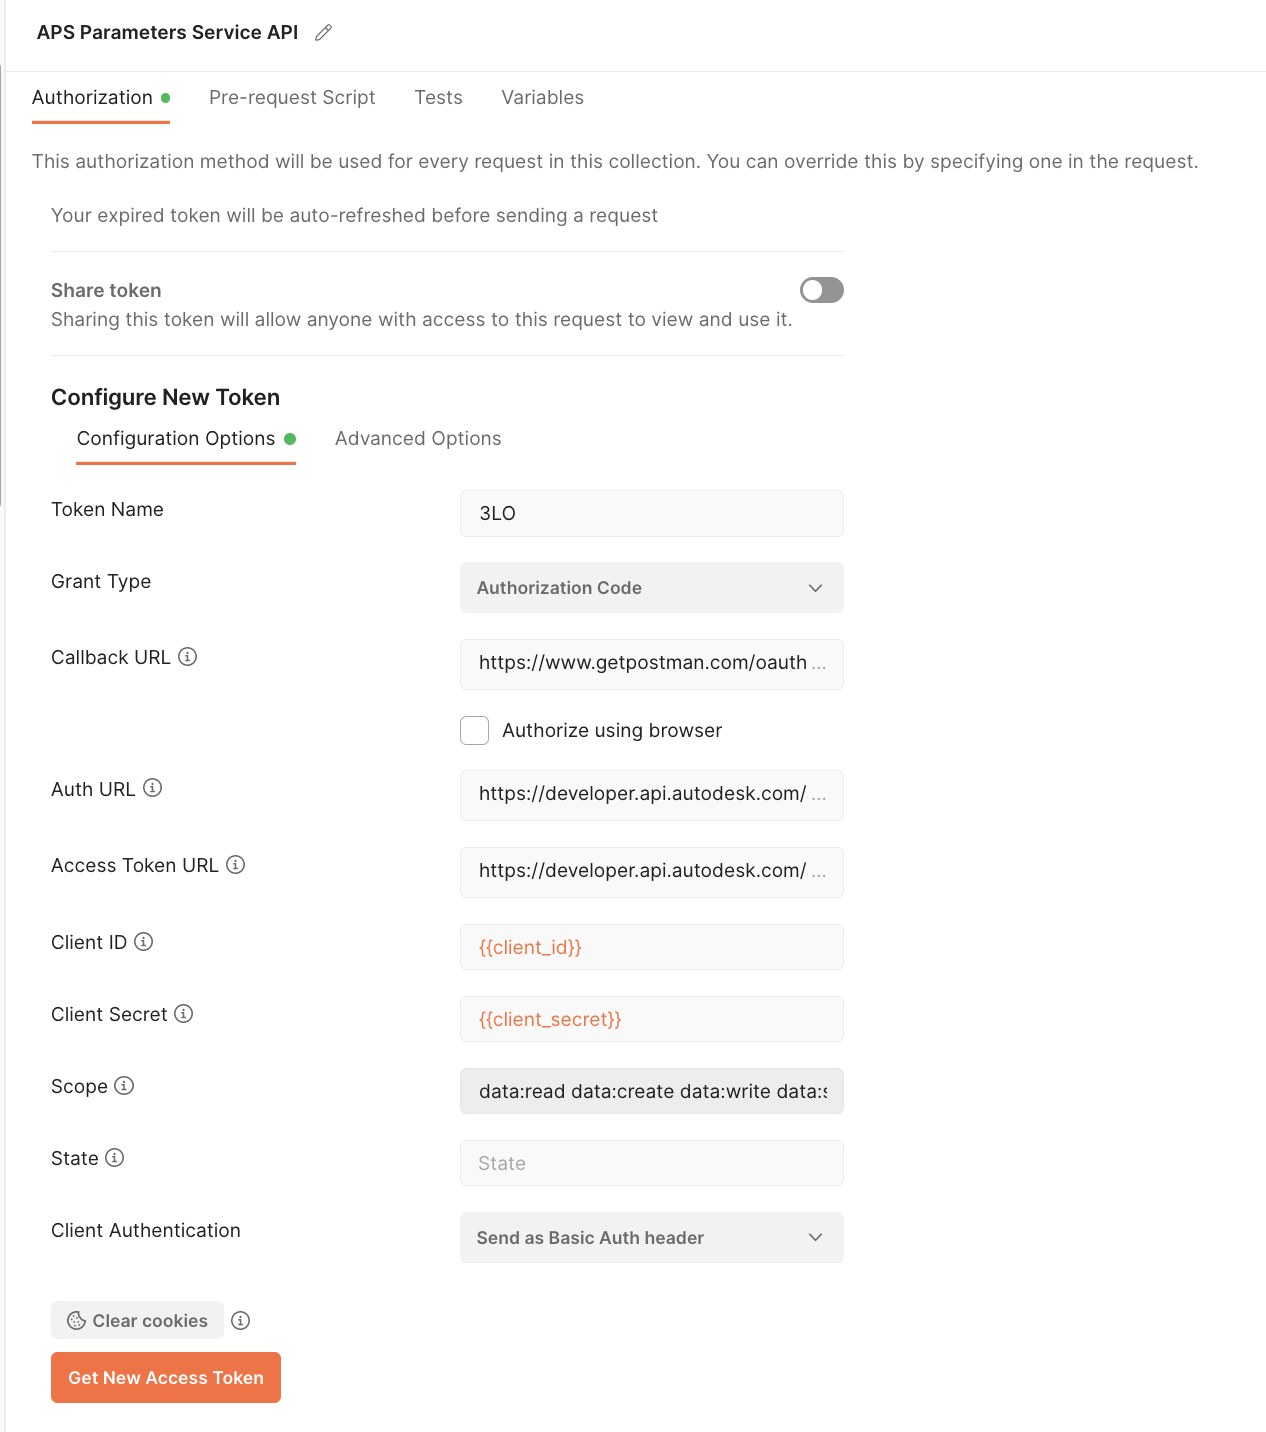 APS Parameters Service API
Authorization Pre-request Script Tests Variables
This authorization method will be used for every request in this collection. You can override this by specifying one in the request.
Your expired token will be auto-refreshed before sending a request
Share token
Sharing this token will allow anyone with access to this request to view and use it.
Configure New Token
Configuration Options Advanced Options
Token Name 3LO
Grant Type Authorization Code
Callback URL https://www.getpostman.com/oauth ...
Authorize using browser
Auth URL https://developer.api.autodesk.com/ ...
Access Token URL https://developer.api.autodesk.com/ ...
Client ID {{client_id}}
Client Secret {{client_secret}}
Scope data:read data:create data:write data:s
State State
Client Authentication Send as Basic Auth header
Clear cookies
Get New Access Token